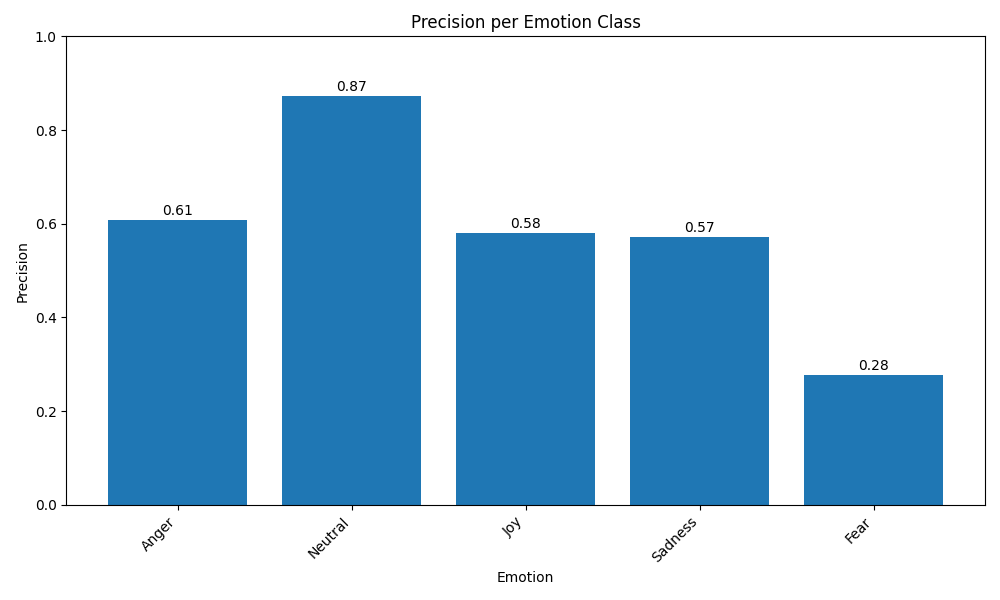 Precision per Emotion Class
1.0
0.8
0.6
0.4
0.2
0.0
Precision
0.61
0.87
0.58
0.57
0.28
Anger
Neutral
Joy
Sadness
Fear
Emotion